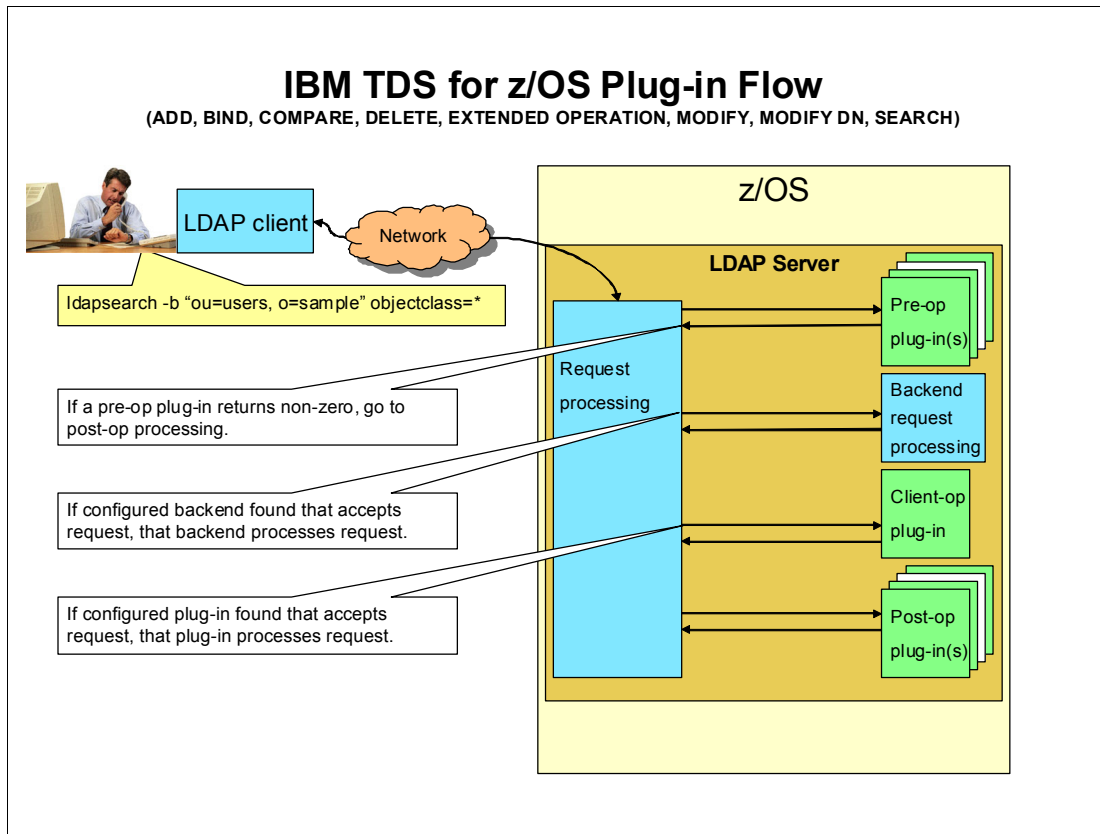 IBM TDS for z/OS Plug-in Flow
(ADD, BIND, COMPARE, DELETE, EXTENDED OPERATION, MODIFY, MODIFY DN, SEARCH)
z/OS
LDAP client
Network
LDAP Server
ldapsearch -b “ou=users, o=sample” objectclass=*
Pre-op
plug-in(s)
Request
processing
If a pre-op plug-in returns non-zero, go to
post-op processing.
Backend
request
processing
If configured backend found that accepts
request, that backend processes request.
Client-op
plug-in
If configured plug-in found that accepts
request, that plug-in processes request.
Post-op
plug-in(s)